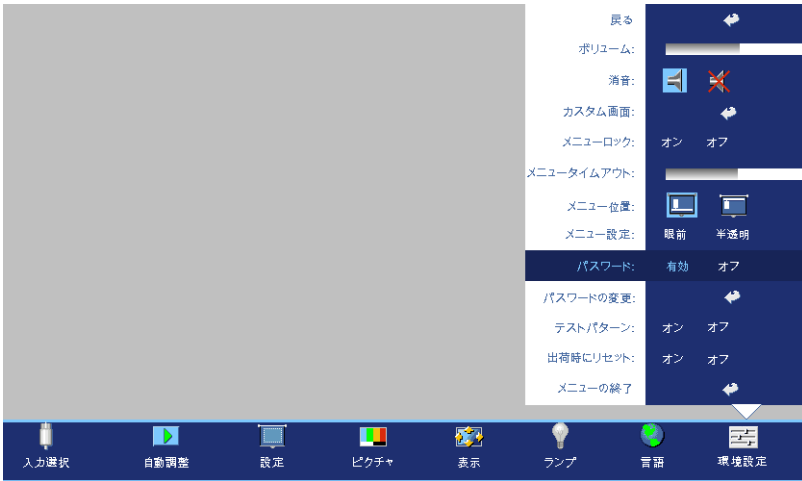 戻る
ボリューム:
消音:
カスタム画面:
メニューロック: オン オフ
メニュータイムアウト:
メニュー位置:
メニュー設定: 眼前 半透明
パスワード: 有効 オフ
パスワードの変更:
テストパターン: オン オフ
出荷時にリセット: オン オフ
メニューの終了
入力選択 自動調整 設定 ピクチャ 表示 ランプ 言語 環境設定